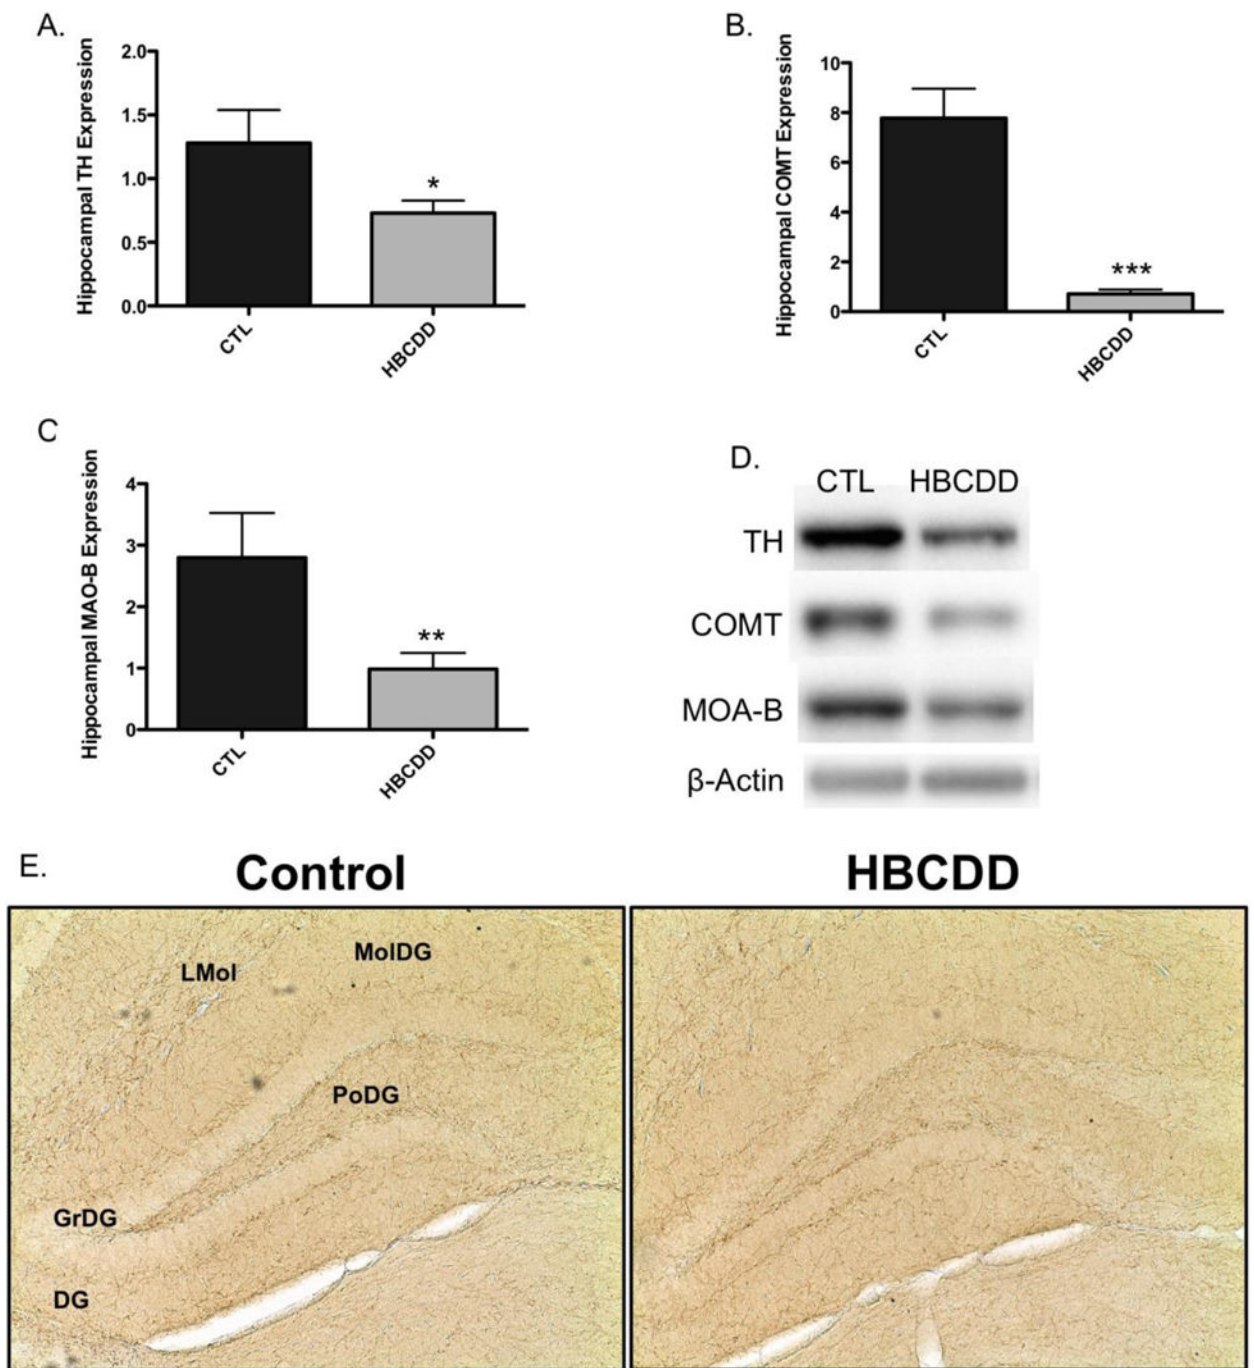 A.
Hippocampal TH Expression
2.0
1.5
1.0
0.5
0.0
*
CTL
HBCDD
B.
Hippocampal COMT Expression
10
8
6
4
2
0
***
CTL
HBCDD
C
Hippocampal MAO-B Expression
4
3
2
1
0
**
CTL
HBCDD
D.
CTL HBCDD
TH
COMT
MOA-B
β-Actin
E.
Control
HBCDD
MolDG
LMol
PoDG
GrDG
DG